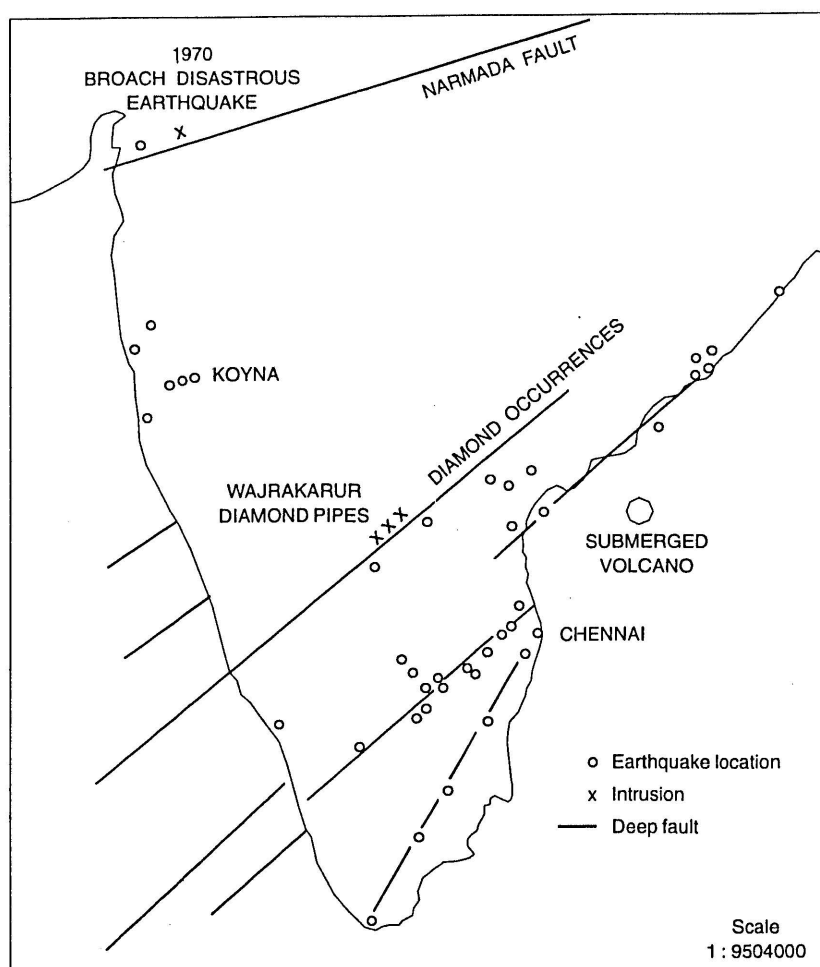 1970
BROACH DISASTROUS
EARTHQUAKE
NARMADA FAULT
KOYNA
DIAMOND OCCURRENCES
WAJRAKARUR
DIAMOND PIPES
SUBMERGED
VOLCANO
CHENNAI
o Earthquake location
x Intrusion
Deep fault
Scale
1 : 9504000